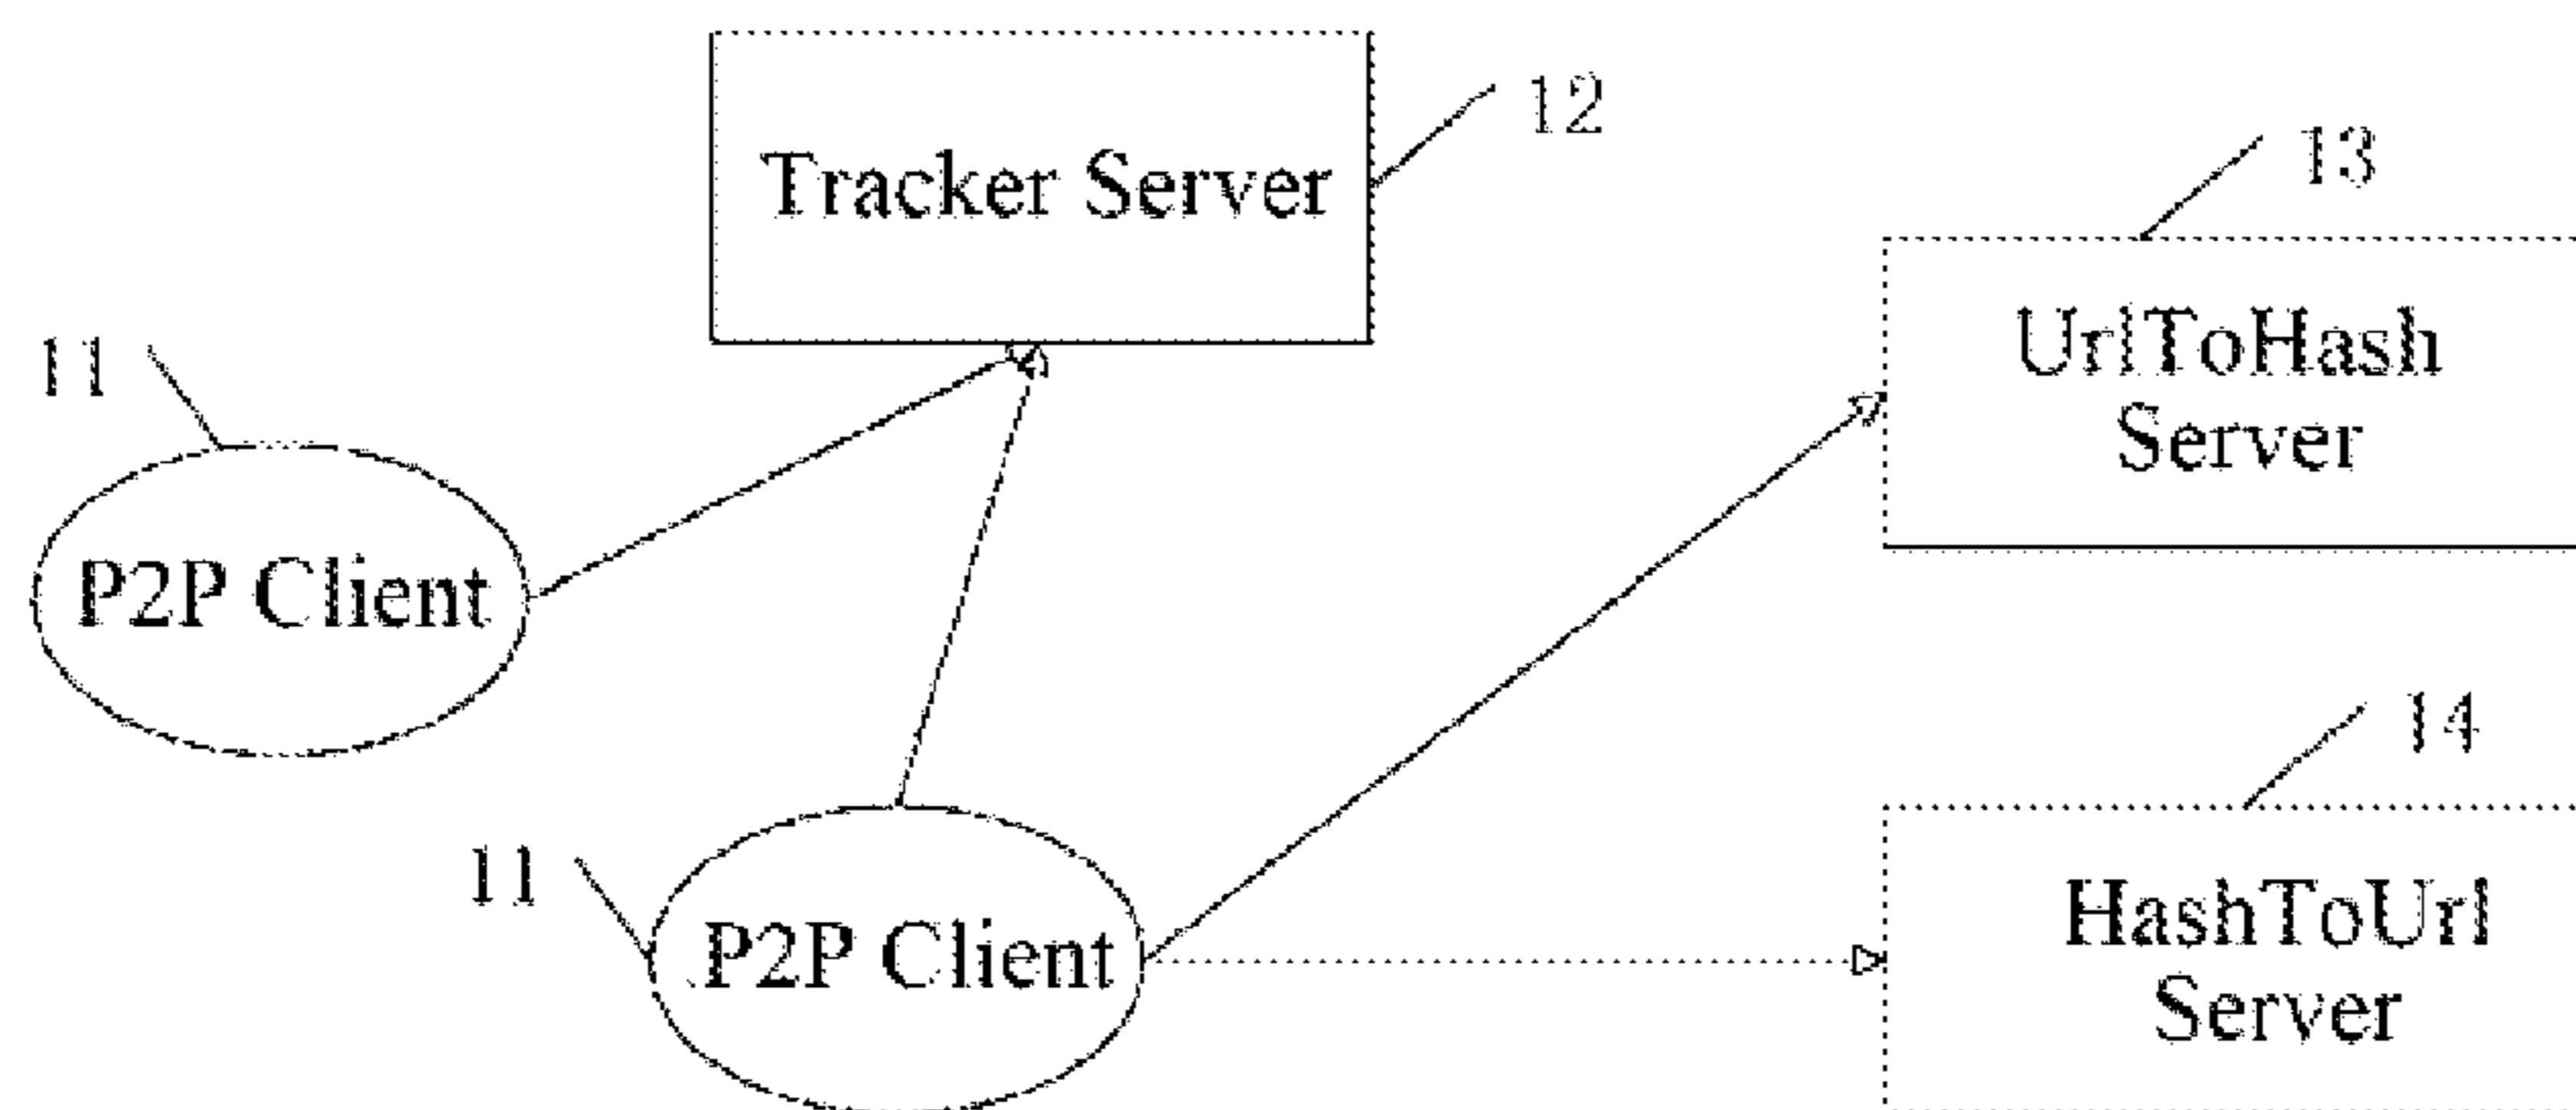 12
Tracker Server
13
UrlToHash
Server
11
P2P Client
14
11
P2P Client
HashToUrl
Server